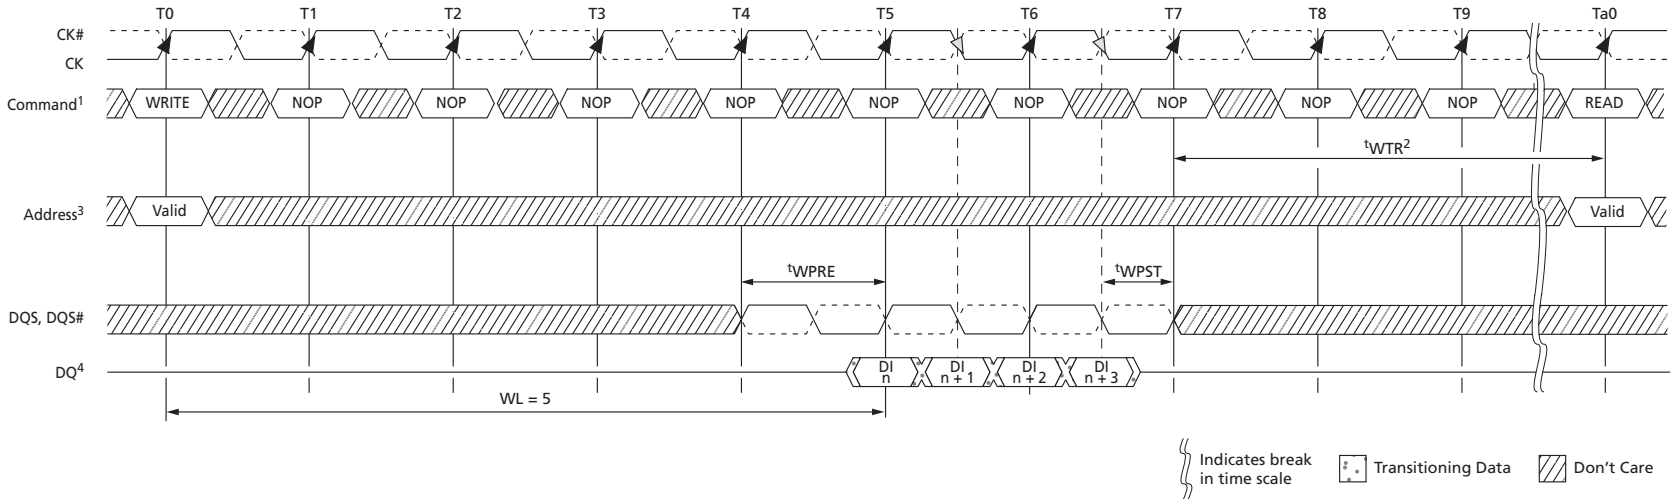 T0 T1 T2 T3 T4 T5 T6 T7 T8 T9 Ta0
CK#
CK
Command¹ WRITE NOP NOP NOP NOP NOP NOP NOP NOP NOP READ
tWTR²
Address³ Valid Valid
tWPRE tWPST
DQS, DQS#
DQ⁴ DI n DI n + 1 DI n + 2 DI n + 3
WL = 5
Indicates break
in time scale
Transitioning Data
Don't Care